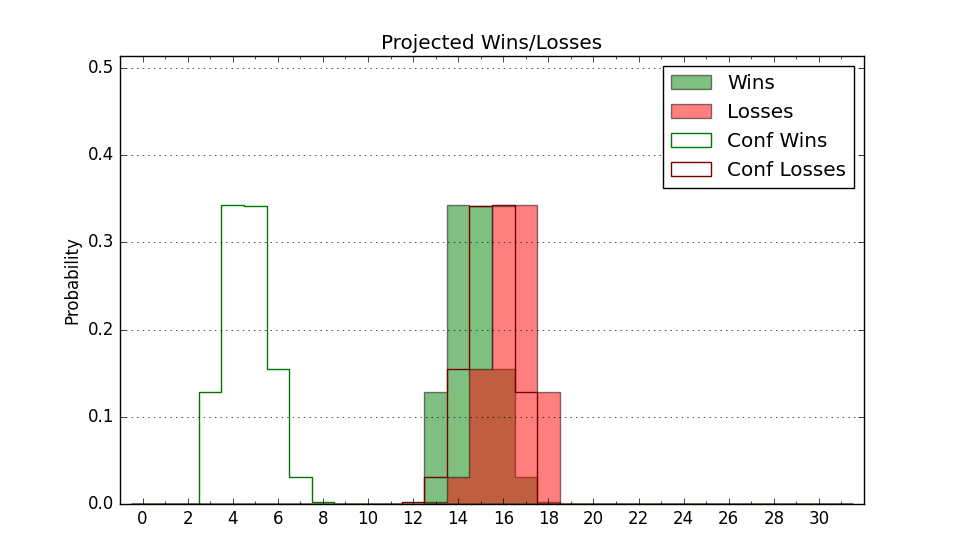 Projected Wins/Losses
Wins
Losses
Conf Wins
Conf Losses
Probability
0.5
0.4
0.3
0.2
0.1
0.0
0 2 4 6 8 10 12 14 16 18 20 22 24 26 28 30